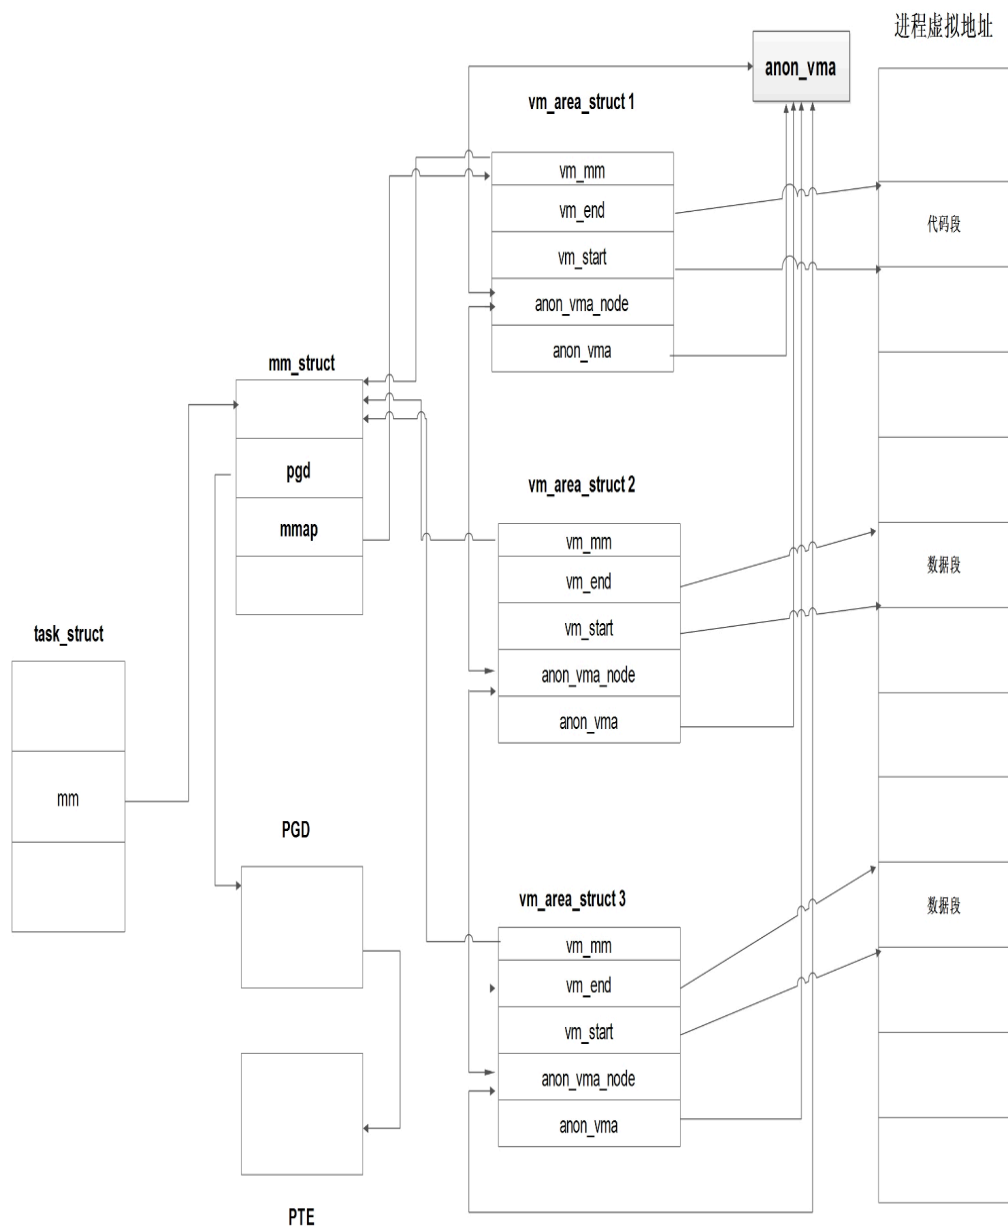 进程虚拟地址
anon_vma
vm_area_struct 1
vm_mm
vm_end
vm_start
anon_vma_node
anon_vma
代码段
mm_struct
pgd
mmap
vm_area_struct 2
vm_mm
vm_end
vm_start
anon_vma_node
anon_vma
数据段
task_struct
mm
PGD
vm_area_struct 3
vm_mm
vm_end
vm_start
anon_vma_node
anon_vma
数据段
PTE